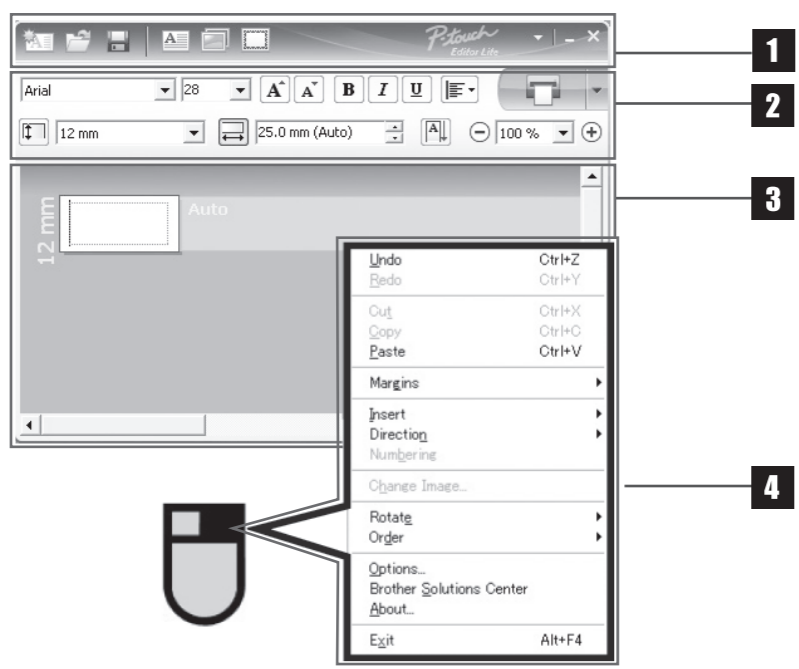 P-touch
Editor Lite
1
Arial 28 A A B I U
2
12 mm 25.0 mm (Auto) A 100 %
3
12 mm
Auto
Undo Ctrl+Z
Redo Ctrl+Y
Cut Ctrl+X
Copy Ctrl+C
Paste Ctrl+V
Margins
Insert
Direction
Numbering
Change Image...
Rotate
Order
Options...
Brother Solutions Center
About...
Exit Alt+F4
4